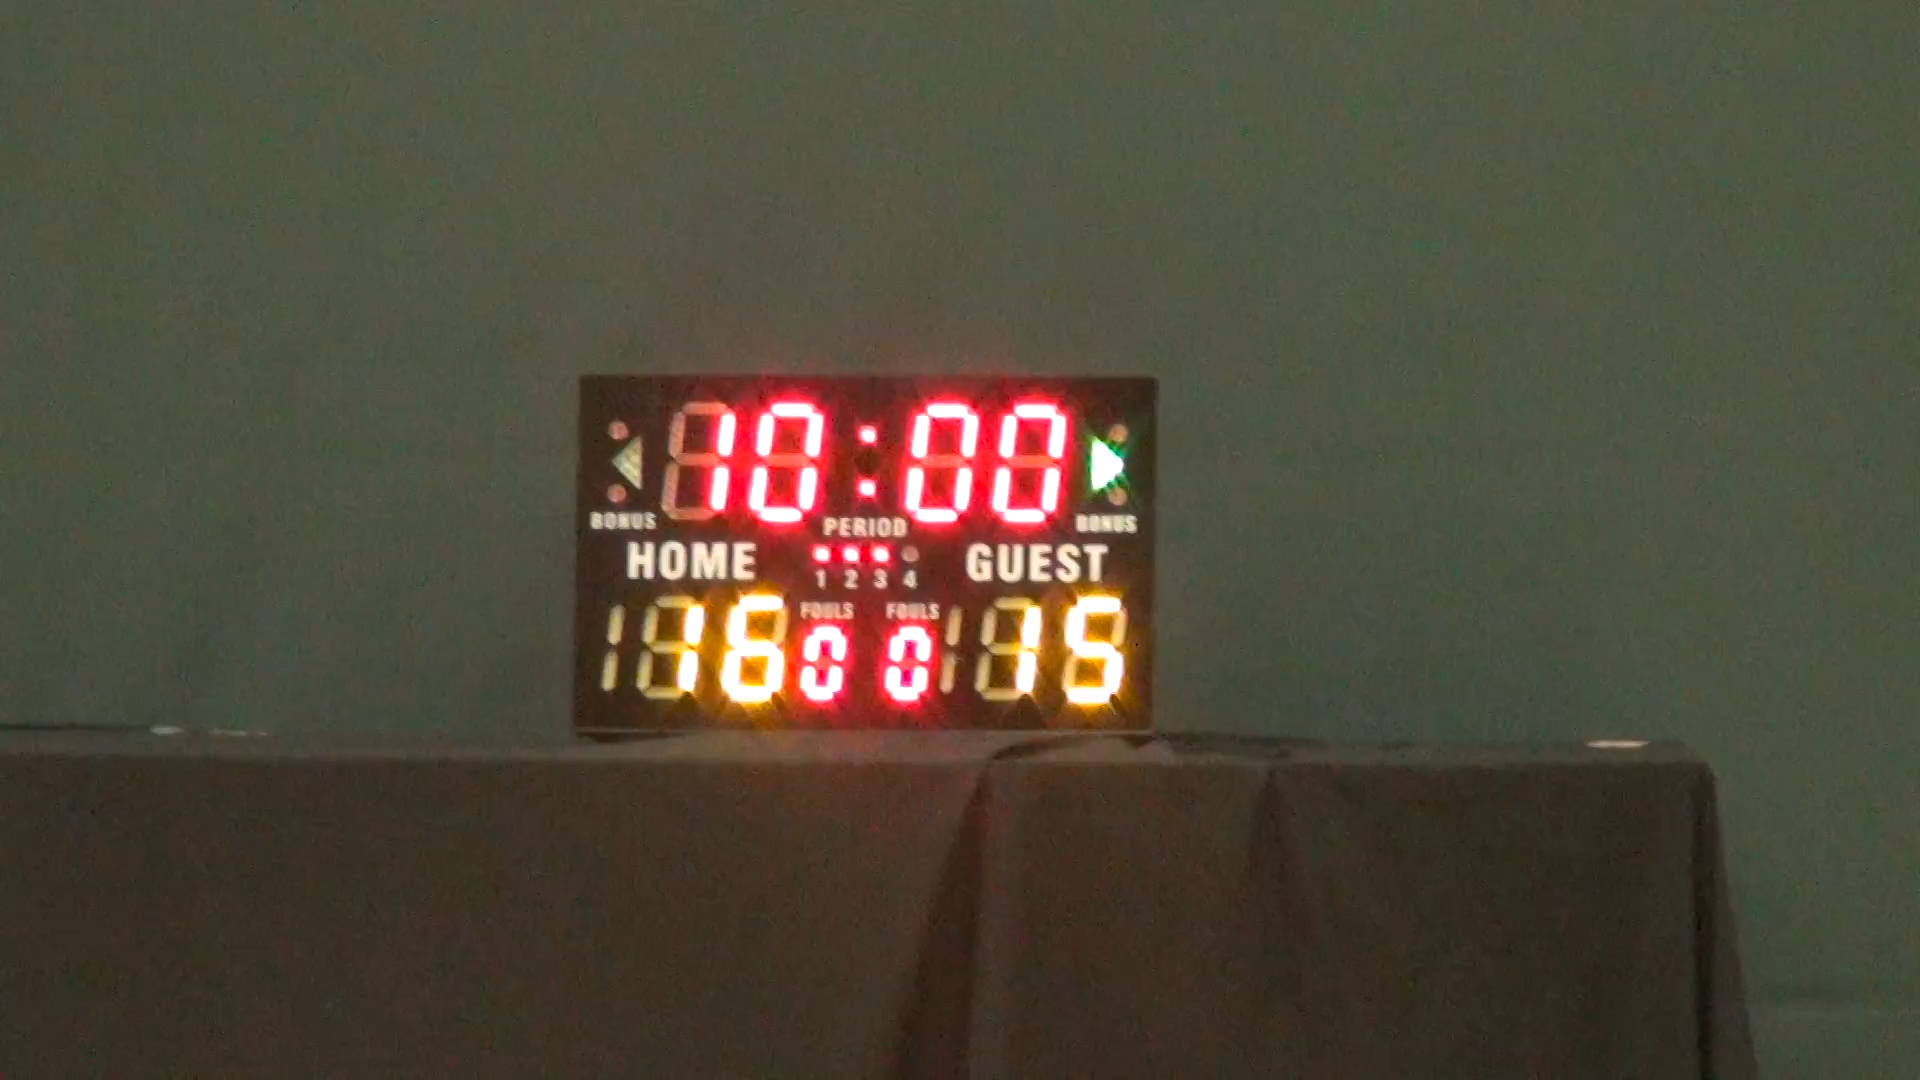 10:00
BONUS PERIOD BONUS
HOME GUEST
1 2 3 4
FOULS FOULS
16 0 0 15